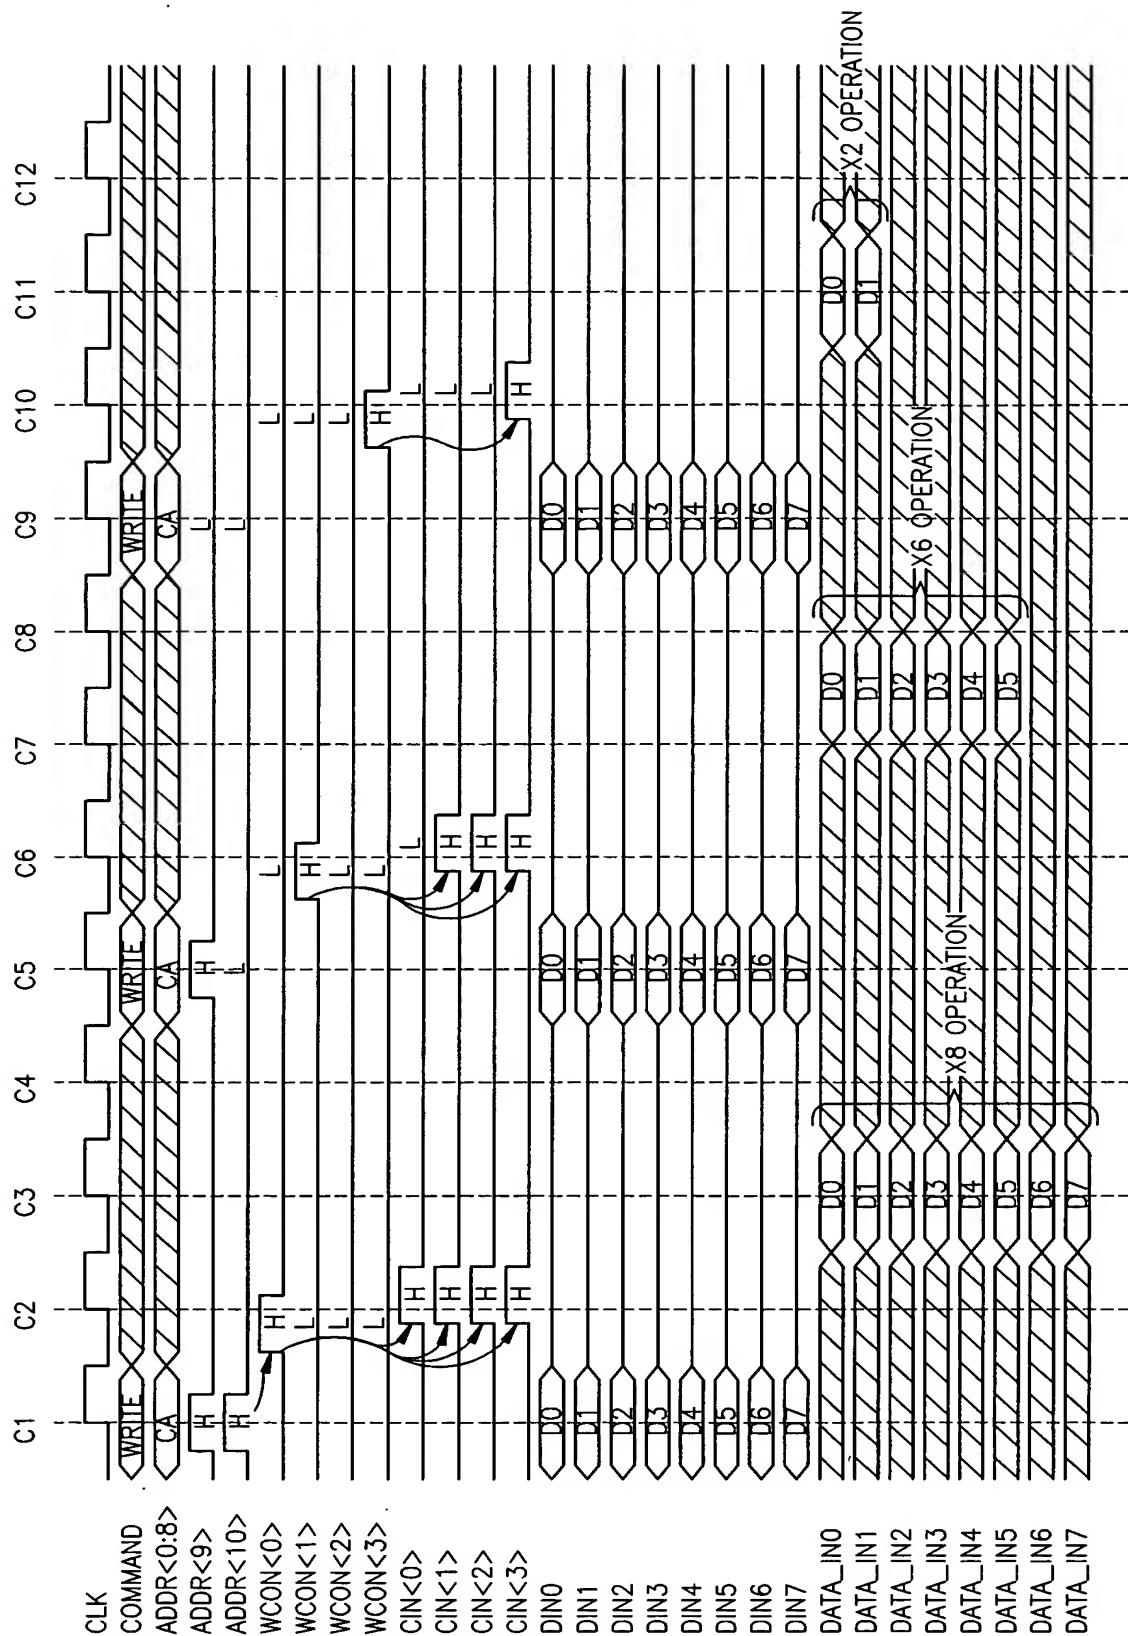 C1 C2 C3 C4 C5 C6 C7 C8 C9 C10 C11 C12
CLK
COMMAND WRITE WRITE WRITE
ADDR<0:8> CA CA CA
ADDR<9> H H L
ADDR<10> H L L
WCON<0> H L L
WCON<1> L H L
WCON<2> L L L
WCON<3> L L H
CIN<0> H L L
CIN<1> H H L
CIN<2> H H L
CIN<3> H H H
DIN0 D0 D0 D0
DIN1 D1 D1 D1
DIN2 D2 D2 D2
DIN3 D3 D3 D3
DIN4 D4 D4 D4
DIN5 D5 D5 D5
DIN6 D6 D6 D6
DIN7 D7 D7 D7
DATA_IN0 D0 D0 D0
DATA_IN1 D1 D1 D1
DATA_IN2 D2 D2
DATA_IN3 D3 D3
DATA_IN4 D4 D4
DATA_IN5 D5 D5
DATA_IN6 D6
DATA_IN7 D7
X8 OPERATION
X6 OPERATION
X2 OPERATION